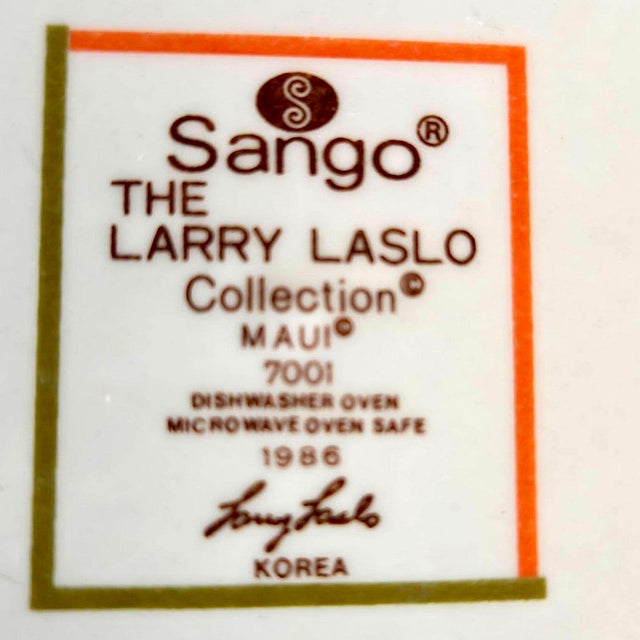 S
Sango®
THE
LARRY LASLO
Collection©
MAUI©
7001
DISHWASHER OVEN
MICROWAVE OVEN SAFE
1986
Larry Laslo
KOREA